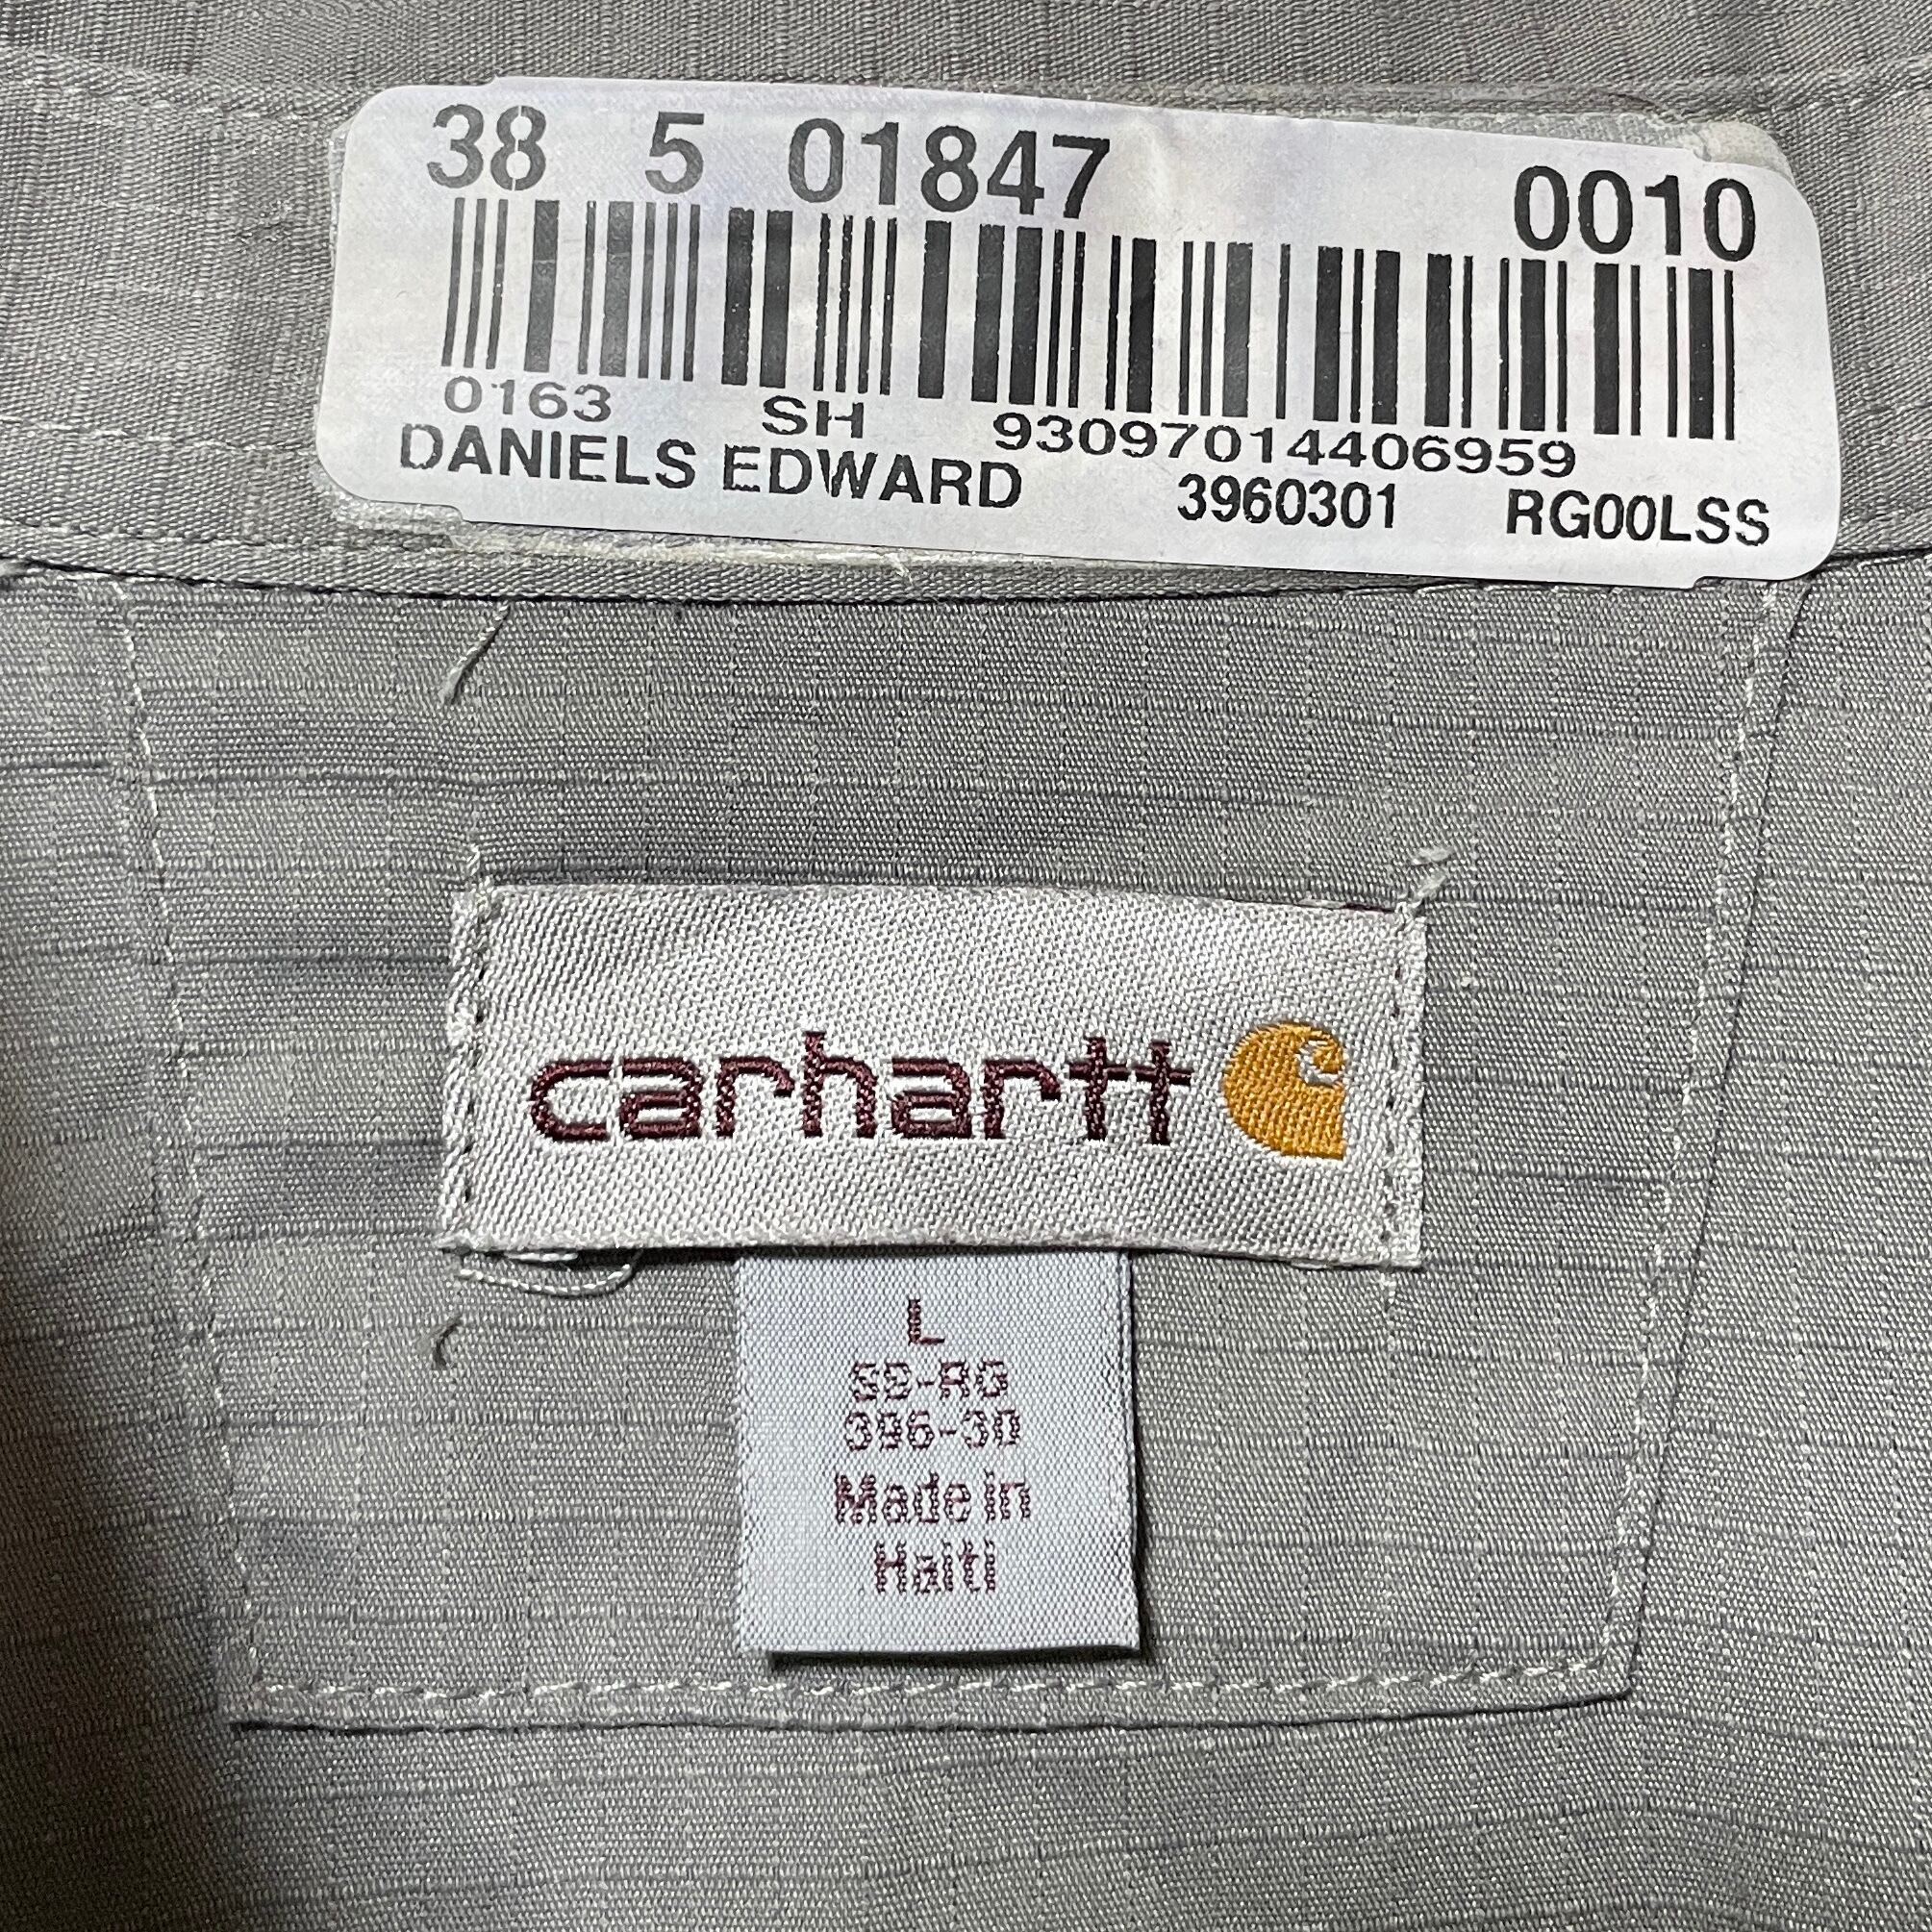 38 5 01847 0010
0163 SH 93097014406959
DANIELS EDWARD 3960301 RG00LSS
carhartt
L
SS-RG
396-30
Made in
Haiti